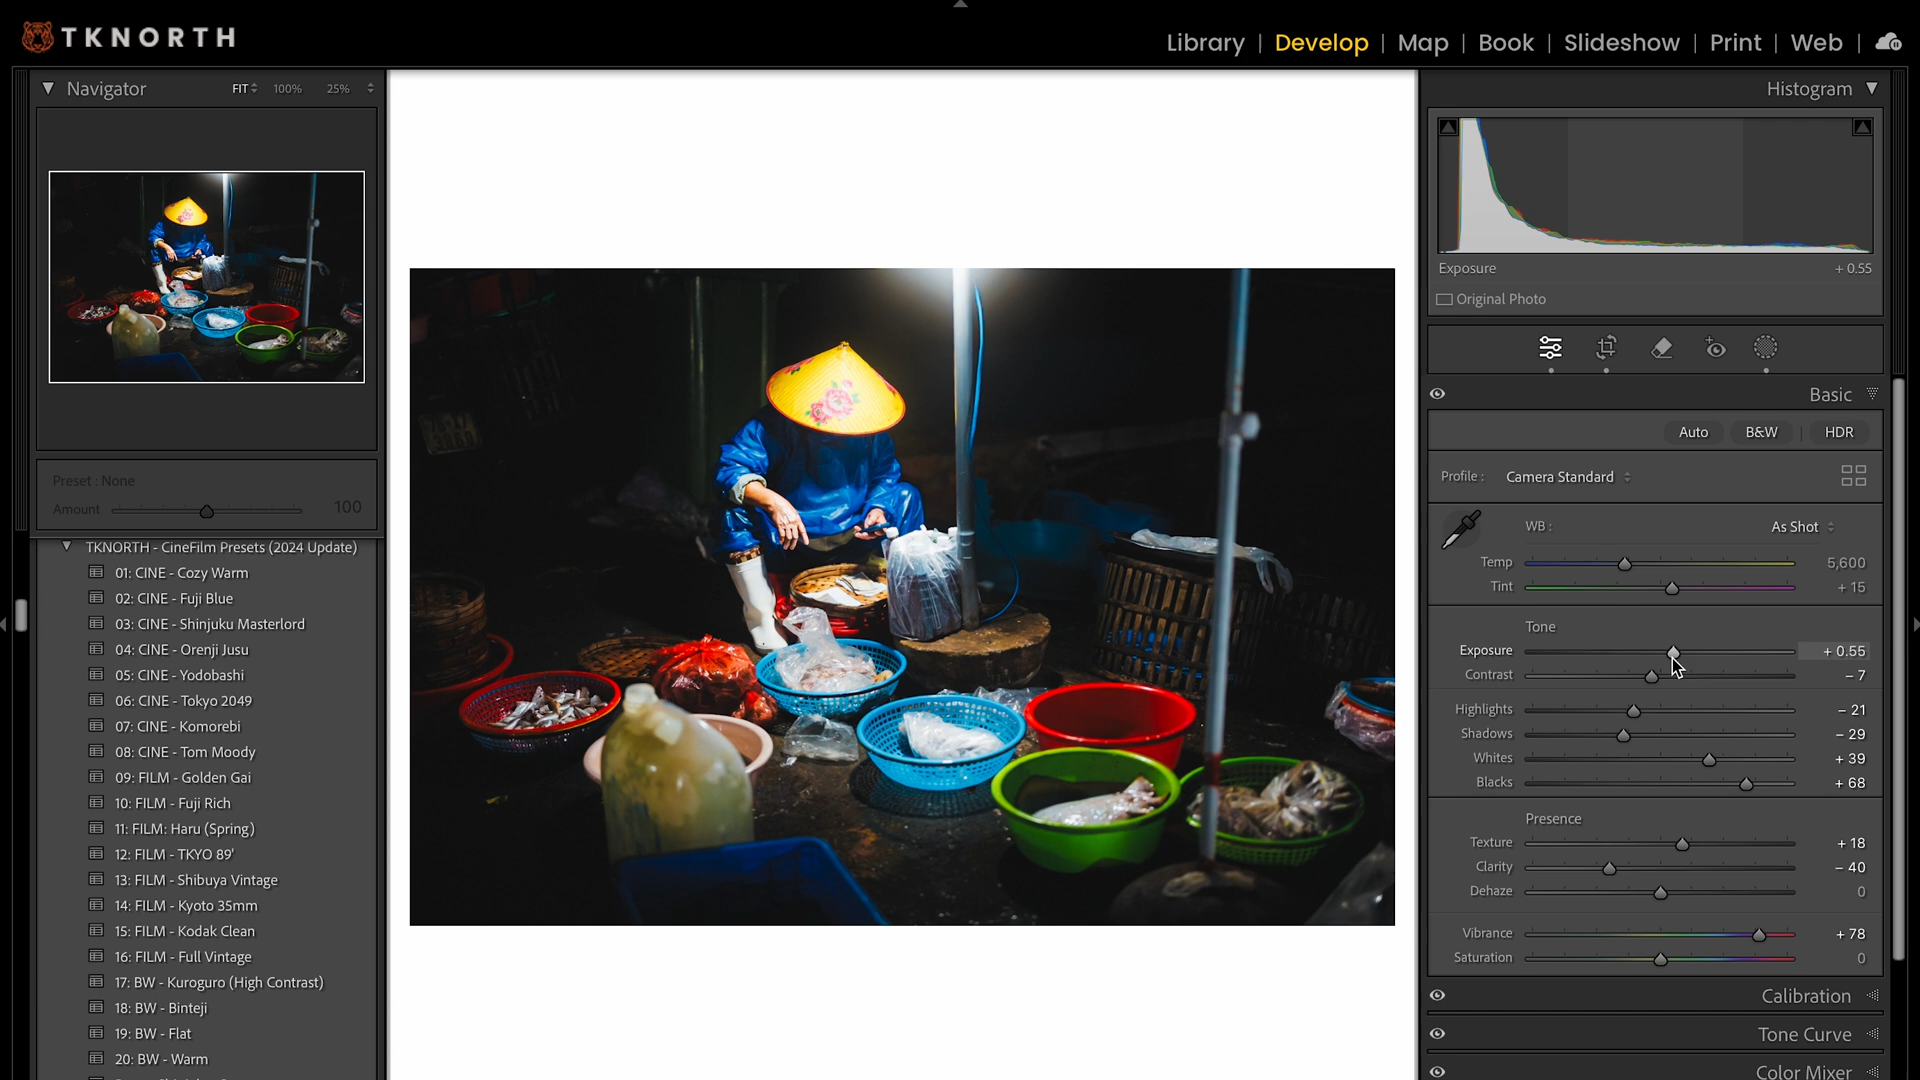 TKNORTH
Library | Develop | Map | Book | Slideshow | Print | Web |
Navigator FIT 100% 25%
Preset : None
Amount 100
TKNORTH - CineFilm Presets (2024 Update)
01: CINE - Cozy Warm
02: CINE - Fuji Blue
03: CINE - Shinjuku Masterlord
04: CINE - Orenji Jusu
05: CINE - Yodobashi
06: CINE - Tokyo 2049
07: CINE - Komorebi
08: CINE - Tom Moody
09: FILM - Golden Gai
10: FILM - Fuji Rich
11: FILM: Haru (Spring)
12: FILM - TKYO 89'
13: FILM - Shibuya Vintage
14: FILM - Kyoto 35mm
15: FILM - Kodak Clean
16: FILM - Full Vintage
17: BW - Kuroguro (High Contrast)
18: BW - Binteji
19: BW - Flat
20: BW - Warm
Histogram
Exposure + 0.55
Original Photo
Basic
Auto B&W | HDR
Profile : Camera Standard
WB : As Shot
Temp 5,600
Tint + 15
Tone
Exposure + 0.55
Contrast – 7
Highlights – 21
Shadows – 29
Whites + 39
Blacks + 68
Presence
Texture + 18
Clarity – 40
Dehaze 0
Vibrance + 78
Saturation 0
Calibration
Tone Curve
Color Mixer